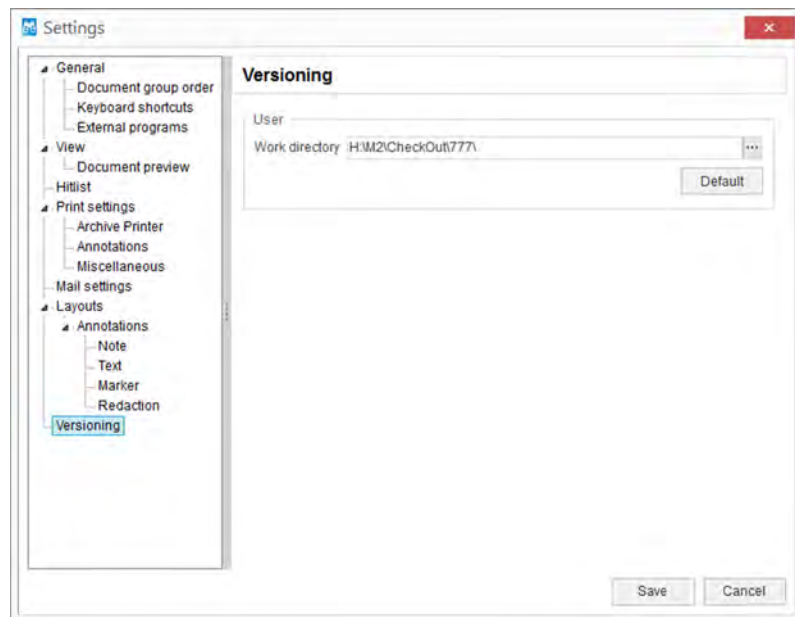 Settings
General
Document group order
Keyboard shortcuts
External programs
View
Document preview
Hitlist
Print settings
Archive Printer
Annotations
Miscellaneous
Mail settings
Layouts
Annotations
Note
Text
Marker
Redaction
Versioning
Versioning
User
Work directory H:\M2\CheckOut\777\ ...
Default
Save Cancel